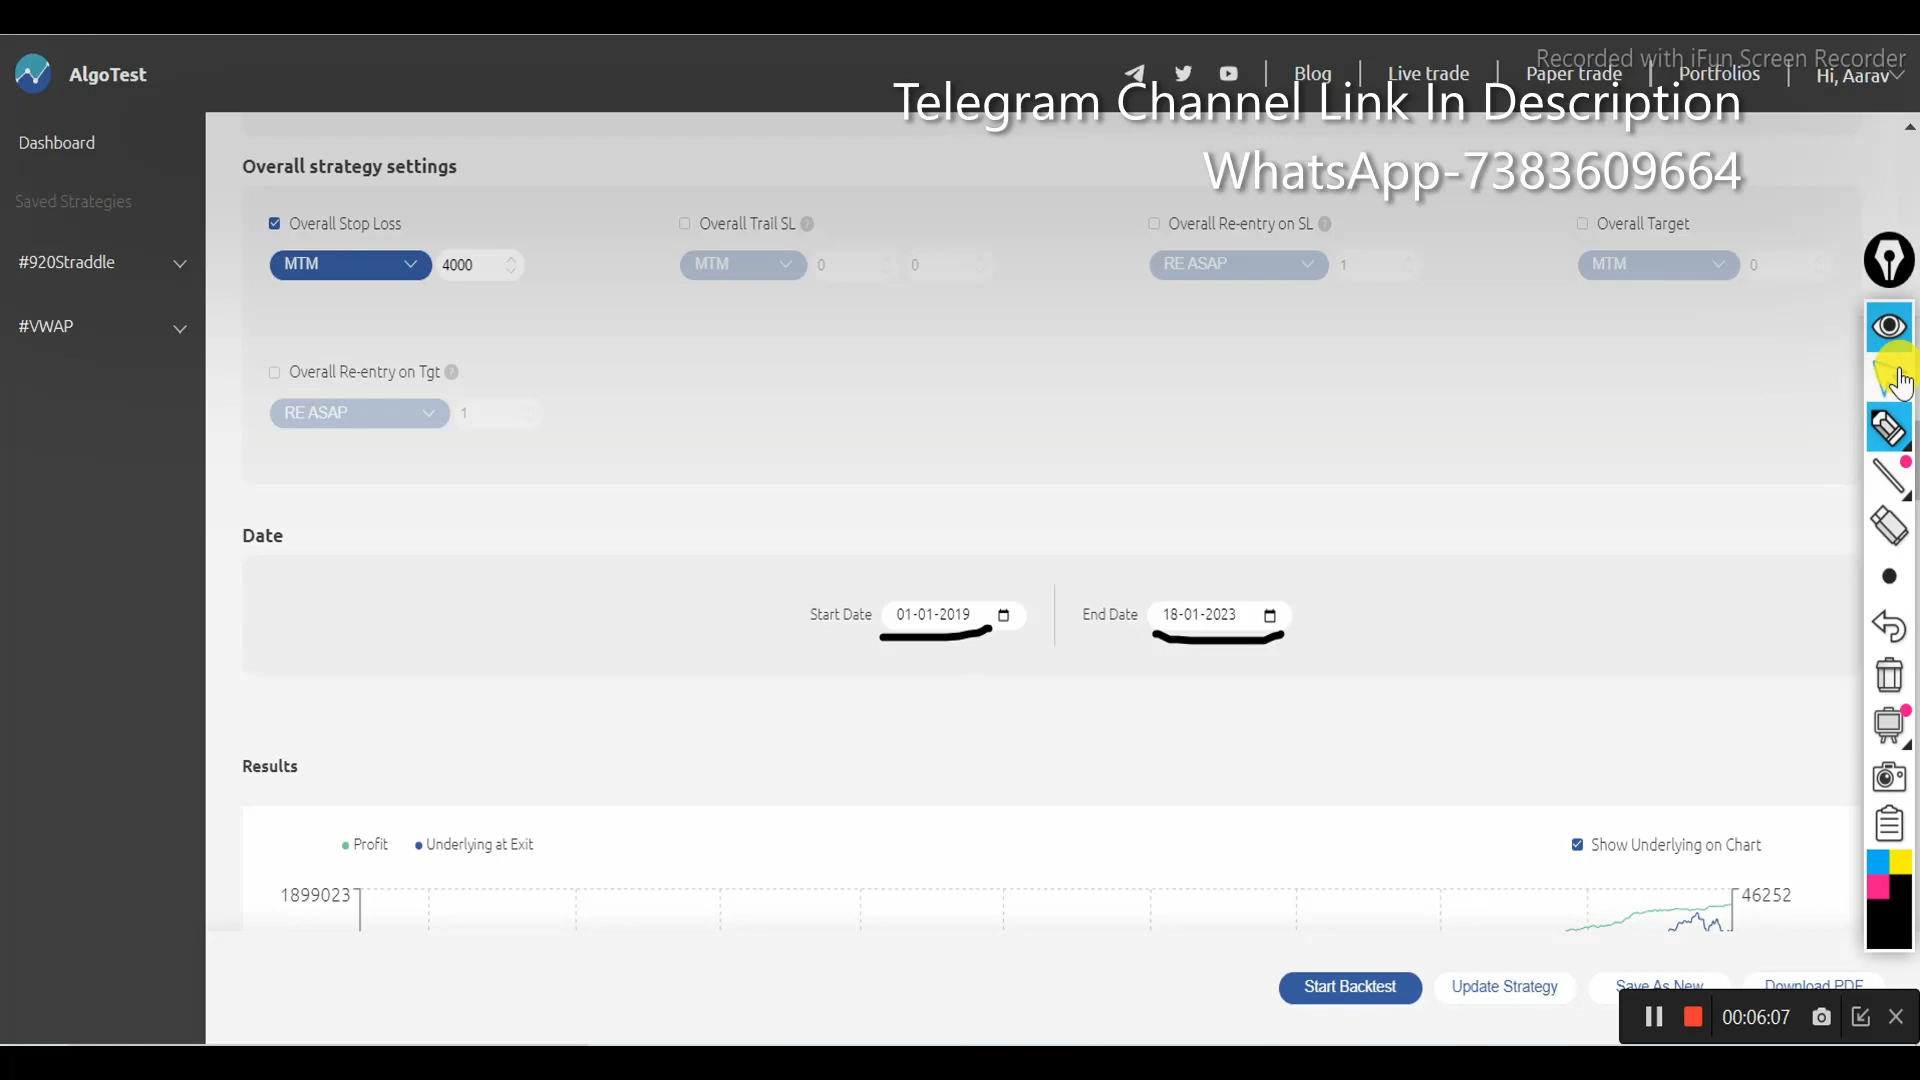 Recorded with iFun Screen Recorder
AlgoTest
Blog
Live trade
Paper trade
Portfolios
Hi, Aarav
Telegram Channel Link In Description
WhatsApp-7383609664
Dashboard
Saved Strategies
#920Straddle
#VWAP
Overall strategy settings
Overall Stop Loss
Overall Trail SL
Overall Re-entry on SL
Overall Target
MTM
4000
MTM
0
0
RE ASAP
1
MTM
0
Overall Re-entry on Tgt
RE ASAP
1
Date
Start Date
01-01-2019
End Date
18-01-2023
Results
Profit
Underlying at Exit
Show Underlying on Chart
1899023
46252
Start Backtest
Update Strategy
Save As New
Download PDF
00:06:07